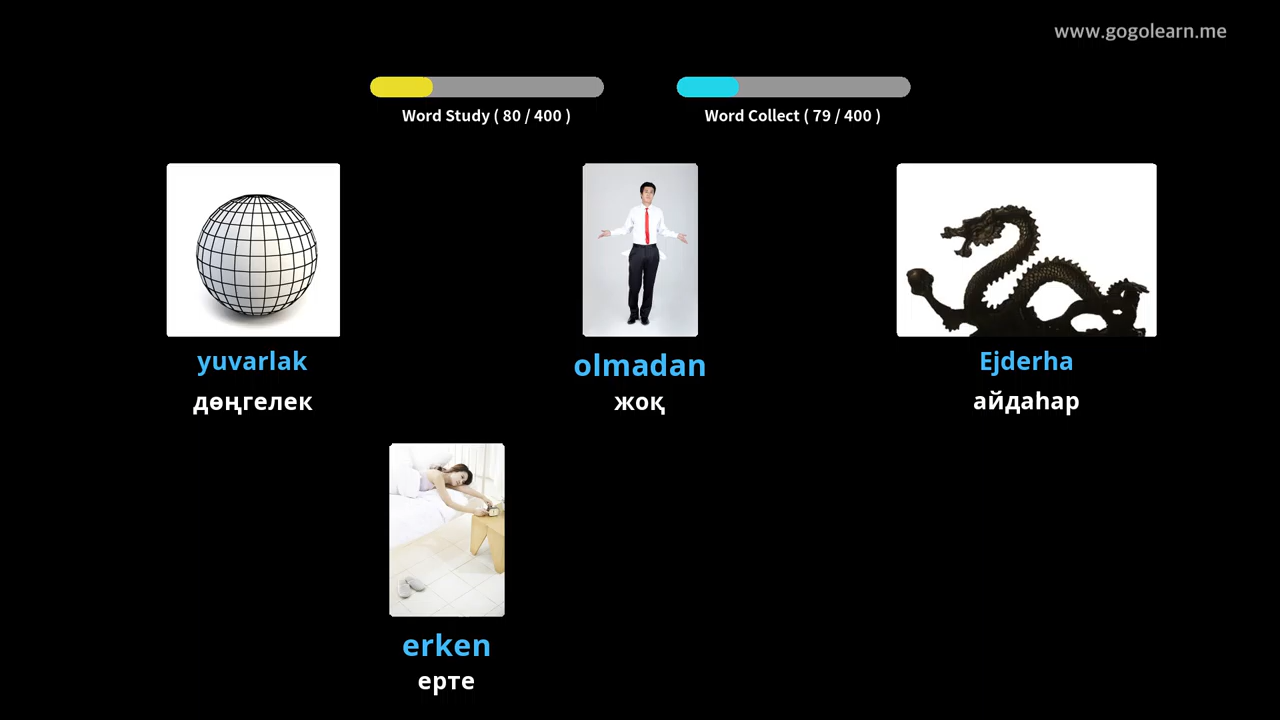 www.gogolearn.me
Word Study ( 80 / 400 )
Word Collect ( 79 / 400 )
yuvarlak
дөңгелек
olmadan
жоқ
Ejderha
айдаһар
erken
ерте